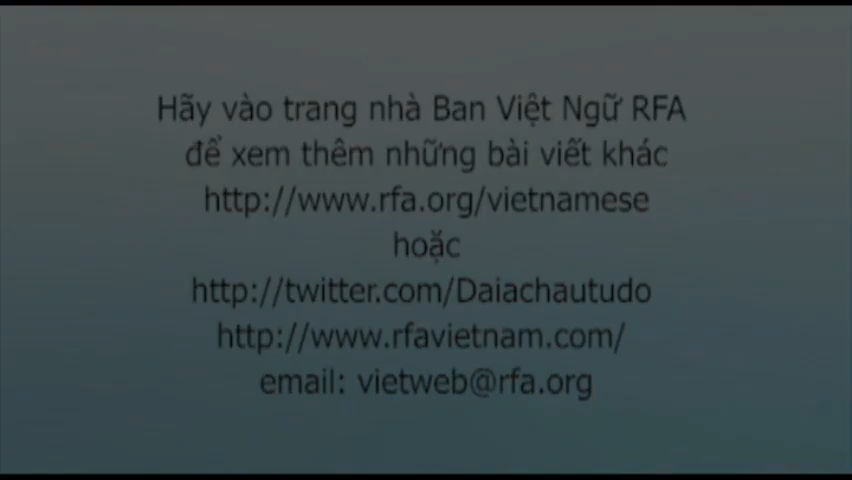 Hãy vào trang nhà Ban Việt Ngữ RFA
để xem thêm những bài viết khác
http://www.rfa.org/vietnamese
hoặc
http://twitter.com/Daiachautudo
http://www.rfavietnam.com/
email: vietweb@rfa.org